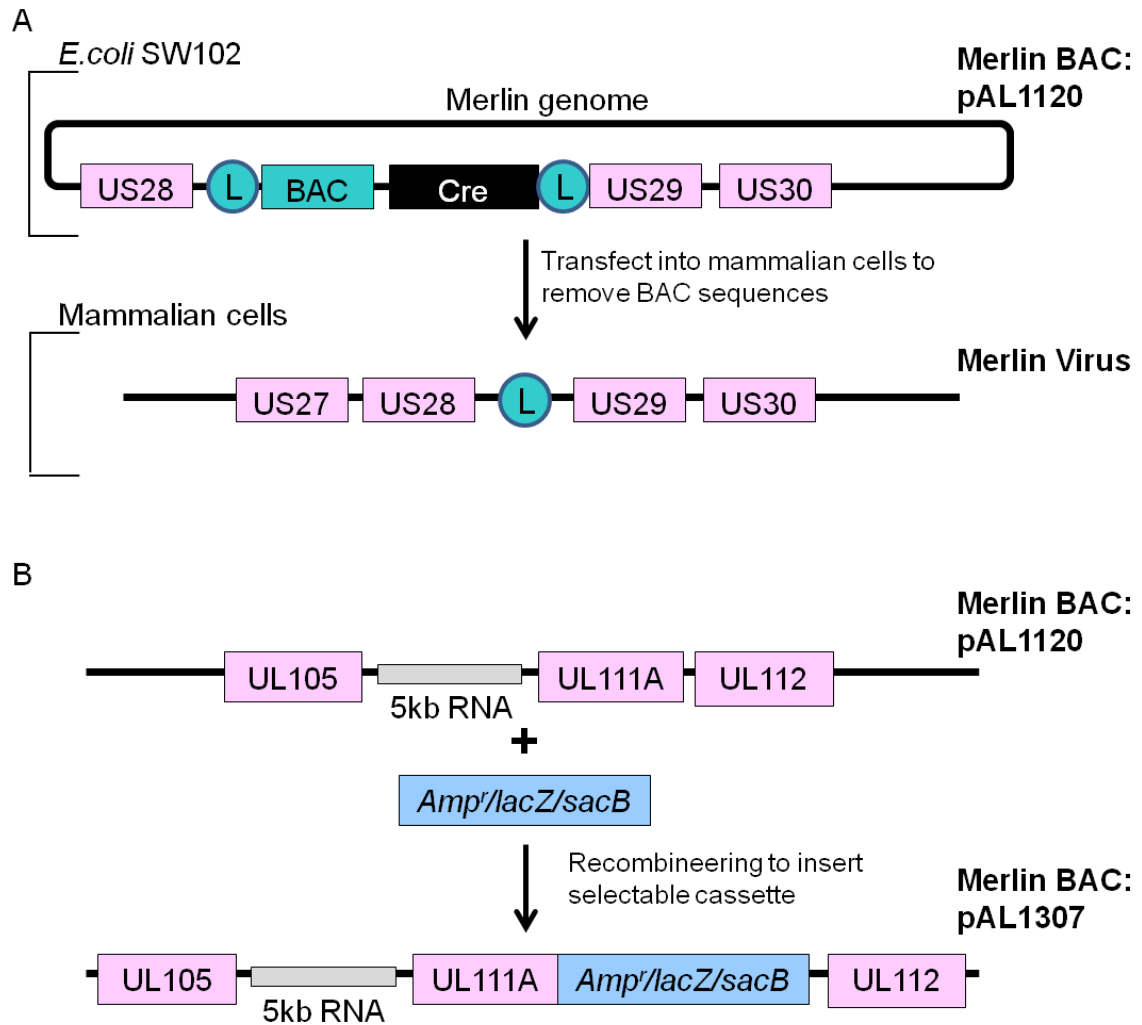 A
E.coli SW102
Merlin BAC:
pAL1120
Merlin genome
US28 L BAC Cre L US29 US30
Transfect into mammalian cells to
remove BAC sequences
Mammalian cells
Merlin Virus
US27 US28 L US29 US30
B
Merlin BAC:
pAL1120
UL105 UL111A UL112
5kb RNA
+
Ampʳ/lacZ/sacB
Recombineering to insert
selectable cassette
Merlin BAC:
pAL1307
UL105 UL111A Ampʳ/lacZ/sacB UL112
5kb RNA